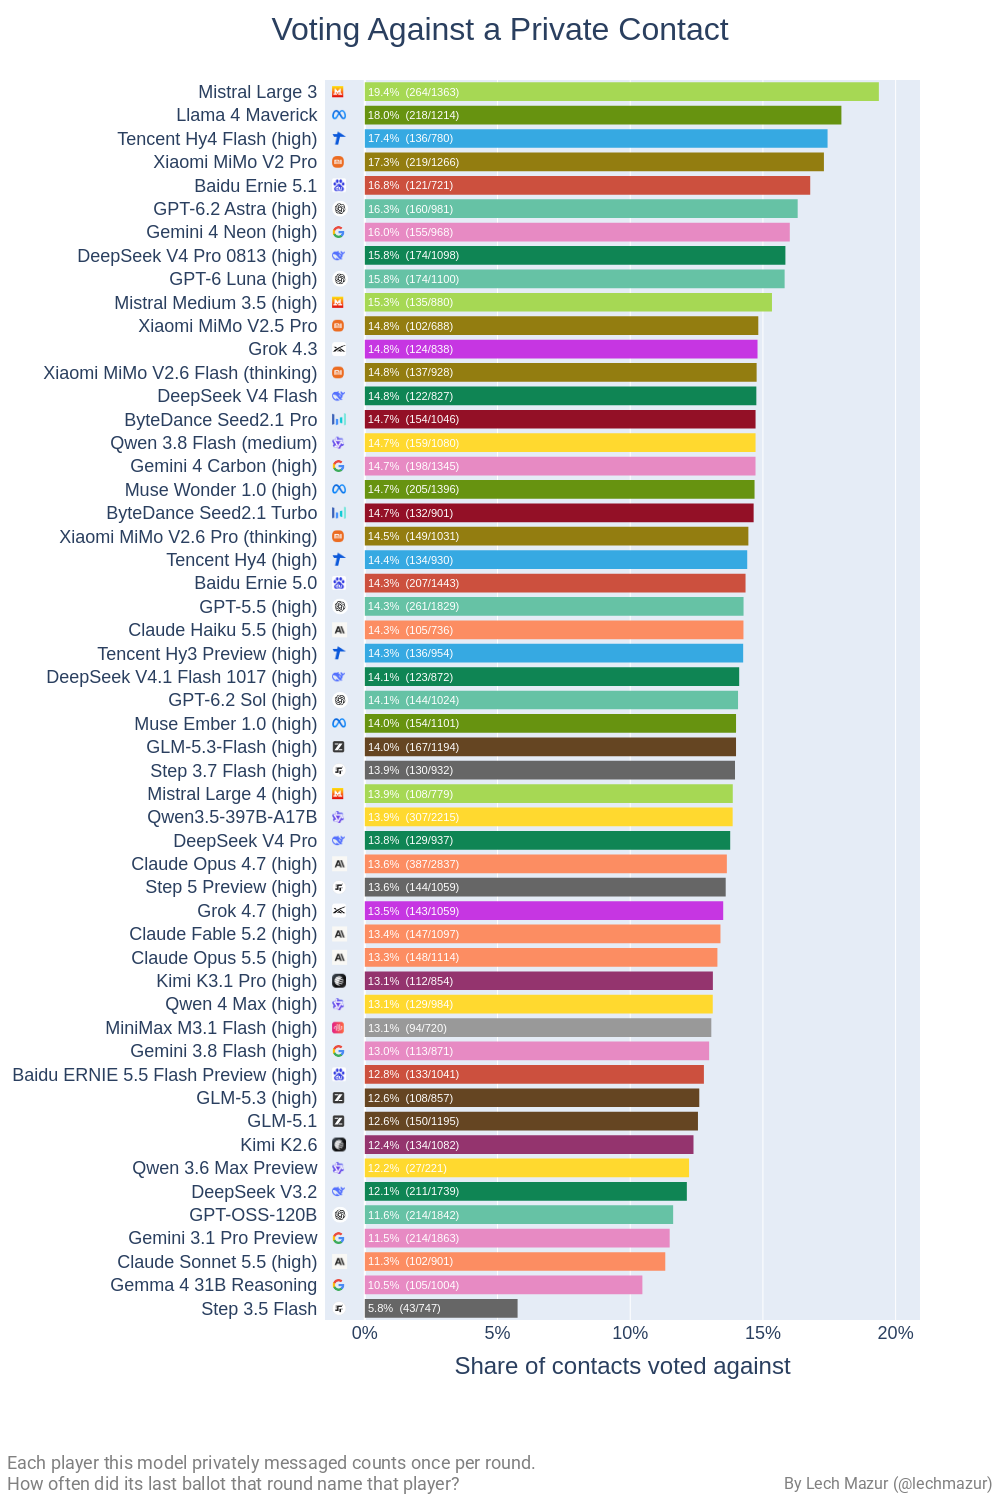 Voting Against a Private Contact
Mistral Large 3 19.4% (264/1363)
Llama 4 Maverick 18.0% (218/1214)
Tencent Hy4 Flash (high) 17.4% (136/780)
Xiaomi MiMo V2 Pro 17.3% (219/1266)
Baidu Ernie 5.1 16.8% (121/721)
GPT-6.2 Astra (high) 16.3% (160/981)
Gemini 4 Neon (high) 16.0% (155/968)
DeepSeek V4 Pro 0813 (high) 15.8% (174/1098)
GPT-6 Luna (high) 15.8% (174/1100)
Mistral Medium 3.5 (high) 15.3% (135/880)
Xiaomi MiMo V2.5 Pro 14.8% (102/688)
Grok 4.3 14.8% (124/838)
Xiaomi MiMo V2.6 Flash (thinking) 14.8% (137/928)
DeepSeek V4 Flash 14.8% (122/827)
ByteDance Seed2.1 Pro 14.7% (154/1046)
Qwen 3.8 Flash (medium) 14.7% (159/1080)
Gemini 4 Carbon (high) 14.7% (198/1345)
Muse Wonder 1.0 (high) 14.7% (205/1396)
ByteDance Seed2.1 Turbo 14.7% (132/901)
Xiaomi MiMo V2.6 Pro (thinking) 14.5% (149/1031)
Tencent Hy4 (high) 14.4% (134/930)
Baidu Ernie 5.0 14.3% (207/1443)
GPT-5.5 (high) 14.3% (261/1829)
Claude Haiku 5.5 (high) 14.3% (105/736)
Tencent Hy3 Preview (high) 14.3% (136/954)
DeepSeek V4.1 Flash 1017 (high) 14.1% (123/872)
GPT-6.2 Sol (high) 14.1% (144/1024)
Muse Ember 1.0 (high) 14.0% (154/1101)
GLM-5.3-Flash (high) 14.0% (167/1194)
Step 3.7 Flash (high) 13.9% (130/932)
Mistral Large 4 (high) 13.9% (108/779)
Qwen3.5-397B-A17B 13.9% (307/2215)
DeepSeek V4 Pro 13.8% (129/937)
Claude Opus 4.7 (high) 13.6% (387/2837)
Step 5 Preview (high) 13.6% (144/1059)
Grok 4.7 (high) 13.5% (143/1059)
Claude Fable 5.2 (high) 13.4% (147/1097)
Claude Opus 5.5 (high) 13.3% (148/1114)
Kimi K3.1 Pro (high) 13.1% (112/854)
Qwen 4 Max (high) 13.1% (129/984)
MiniMax M3.1 Flash (high) 13.1% (94/720)
Gemini 3.8 Flash (high) 13.0% (113/871)
Baidu ERNIE 5.5 Flash Preview (high) 12.8% (133/1041)
GLM-5.3 (high) 12.6% (108/857)
GLM-5.1 12.6% (150/1195)
Kimi K2.6 12.4% (134/1082)
Qwen 3.6 Max Preview 12.2% (27/221)
DeepSeek V3.2 12.1% (211/1739)
GPT-OSS-120B 11.6% (214/1842)
Gemini 3.1 Pro Preview 11.5% (214/1863)
Claude Sonnet 5.5 (high) 11.3% (102/901)
Gemma 4 31B Reasoning 10.5% (105/1004)
Step 3.5 Flash 5.8% (43/747)
0% 5% 10% 15% 20%
Share of contacts voted against
Each player this model privately messaged counts once per round.
How often did its last ballot that round name that player?
By Lech Mazur (@lechmazur)